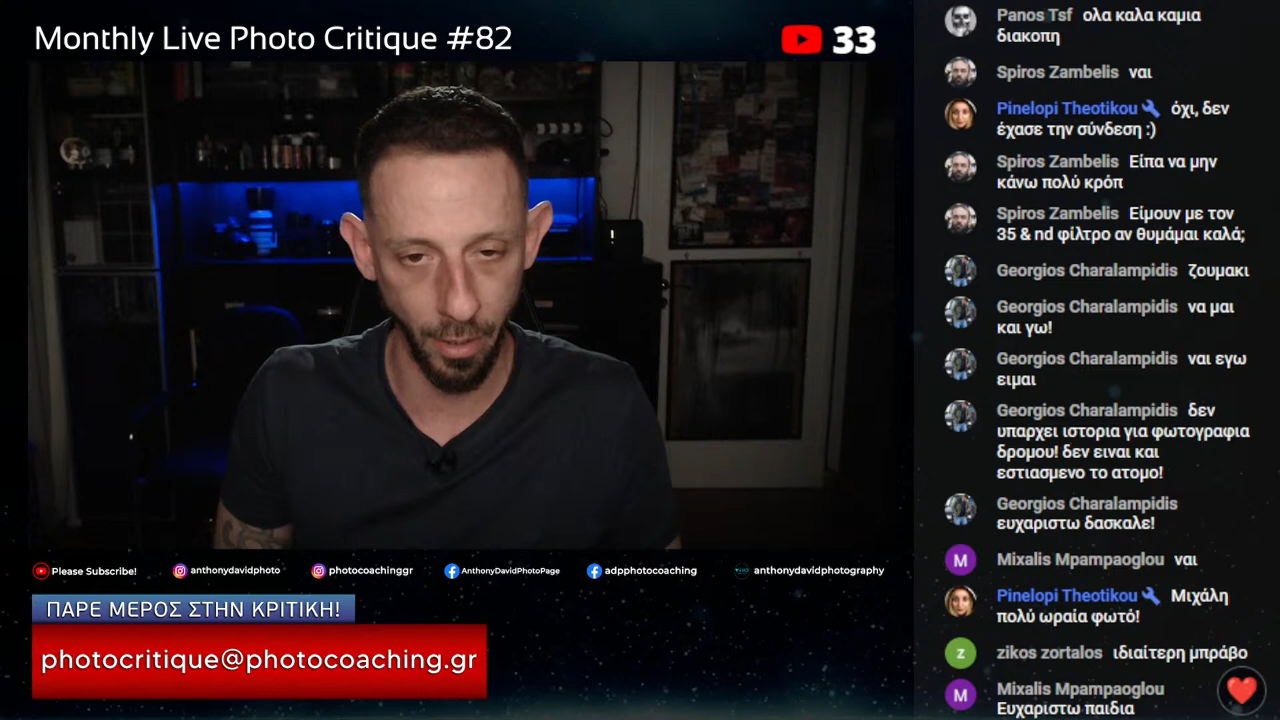 Monthly Live Photo Critique #82
33
Please Subscribe!
anthonydavidphoto
photocoachinggr
AnthonyDavidPhotoPage
adpphotocoaching
anthonydavidphotography
ΠΑΡΕ ΜΕΡΟΣ ΣΤΗΝ ΚΡΙΤΙΚΗ!
photocritique@photocoaching.gr
Panos Tsf ολα καλα καμια
διακοπη
Spiros Zambelis ναι
Pinelopi Theotikou όχι, δεν
έχασε την σύνδεση :)
Spiros Zambelis Είπα να μην
κάνω πολύ κρόπ
Spiros Zambelis Είμουν με τον
35 & nd φίλτρο αν θυμάμαι καλά;
Georgios Charalampidis ζουμακι
Georgios Charalampidis να μαι
και γω!
Georgios Charalampidis ναι εγω
ειμαι
Georgios Charalampidis δεν
υπαρχει ιστορια για φωτογραφια
δρομου! δεν ειναι και
εστιασμενο το ατομο!
Georgios Charalampidis
ευχαριστω δασκαλε!
M
Mixalis Mpampaoglou ναι
Pinelopi Theotikou Μιχάλη
πολύ ωραία φωτό!
z
zikos zortalos ιδιαίτερη μπράβο
M
Mixalis Mpampaoglou
Ευχαριστω παιδια